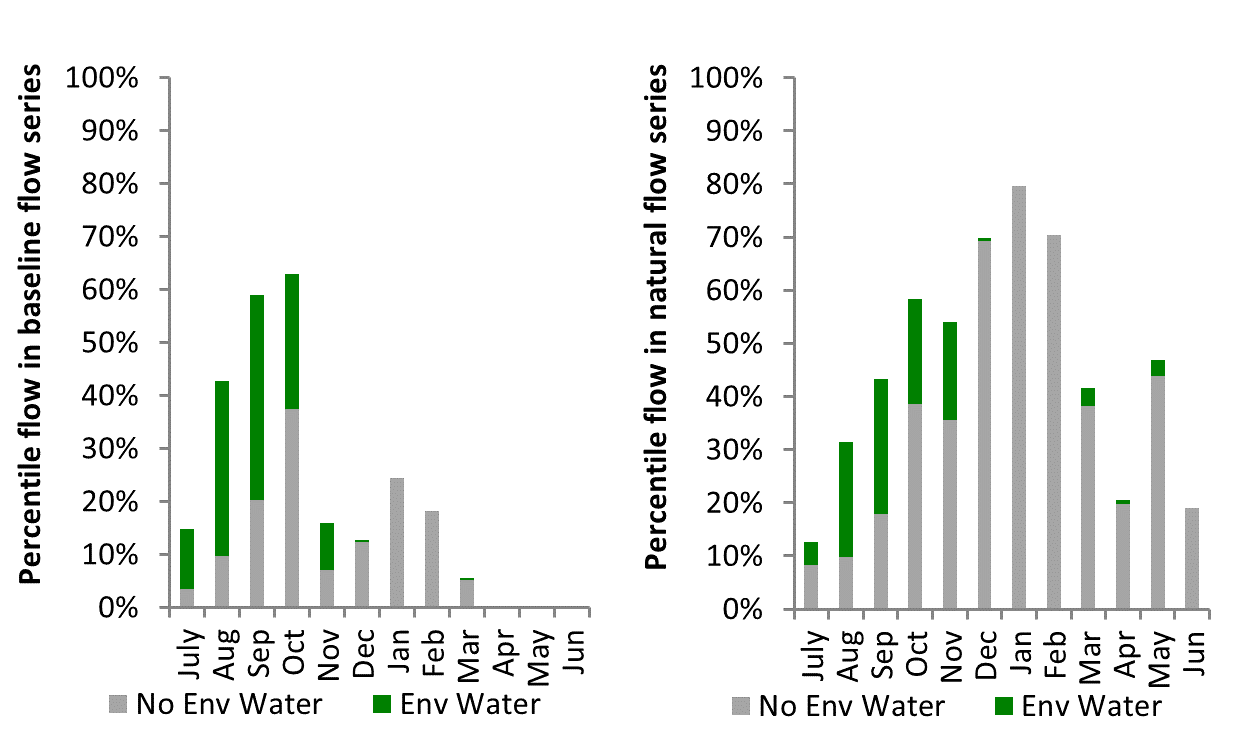 Percentile flow in baseline flow series
100%
90%
80%
70%
60%
50%
40%
30%
20%
10%
0%
July
Aug
Sep
Oct
Nov
Dec
Jan
Feb
Mar
Apr
May
Jun
No Env Water
Env Water
Percentile flow in natural flow series
100%
90%
80%
70%
60%
50%
40%
30%
20%
10%
0%
July
Aug
Sep
Oct
Nov
Dec
Jan
Feb
Mar
Apr
May
Jun
No Env Water
Env Water